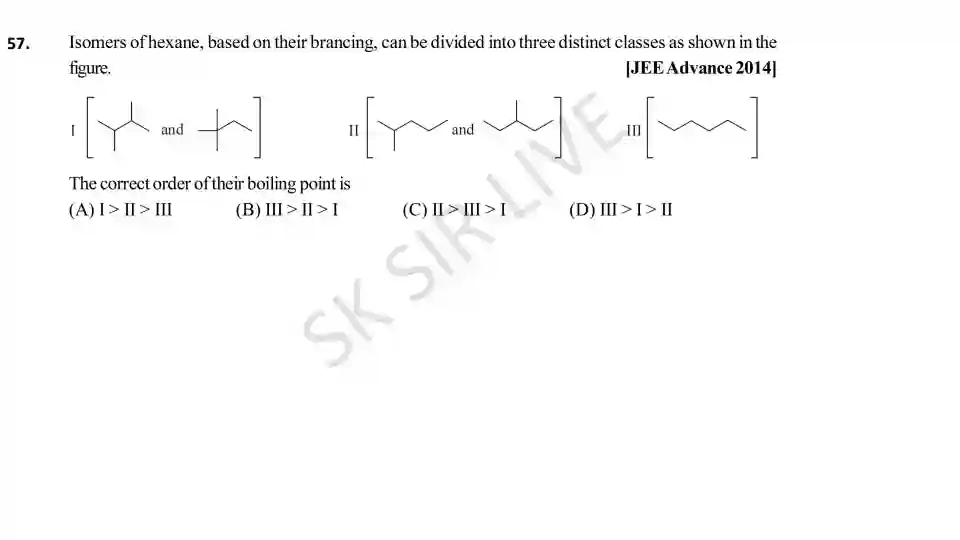 57. Isomers of hexane, based on their brancing, can be divided into three distinct classes as shown in the
figure. [JEE Advance 2014]
I and II and III
The correct order of their boiling point is
(A) I > II > III (B) III > II > I (C) II > III > I (D) III > I > II
SK SIR LIVE